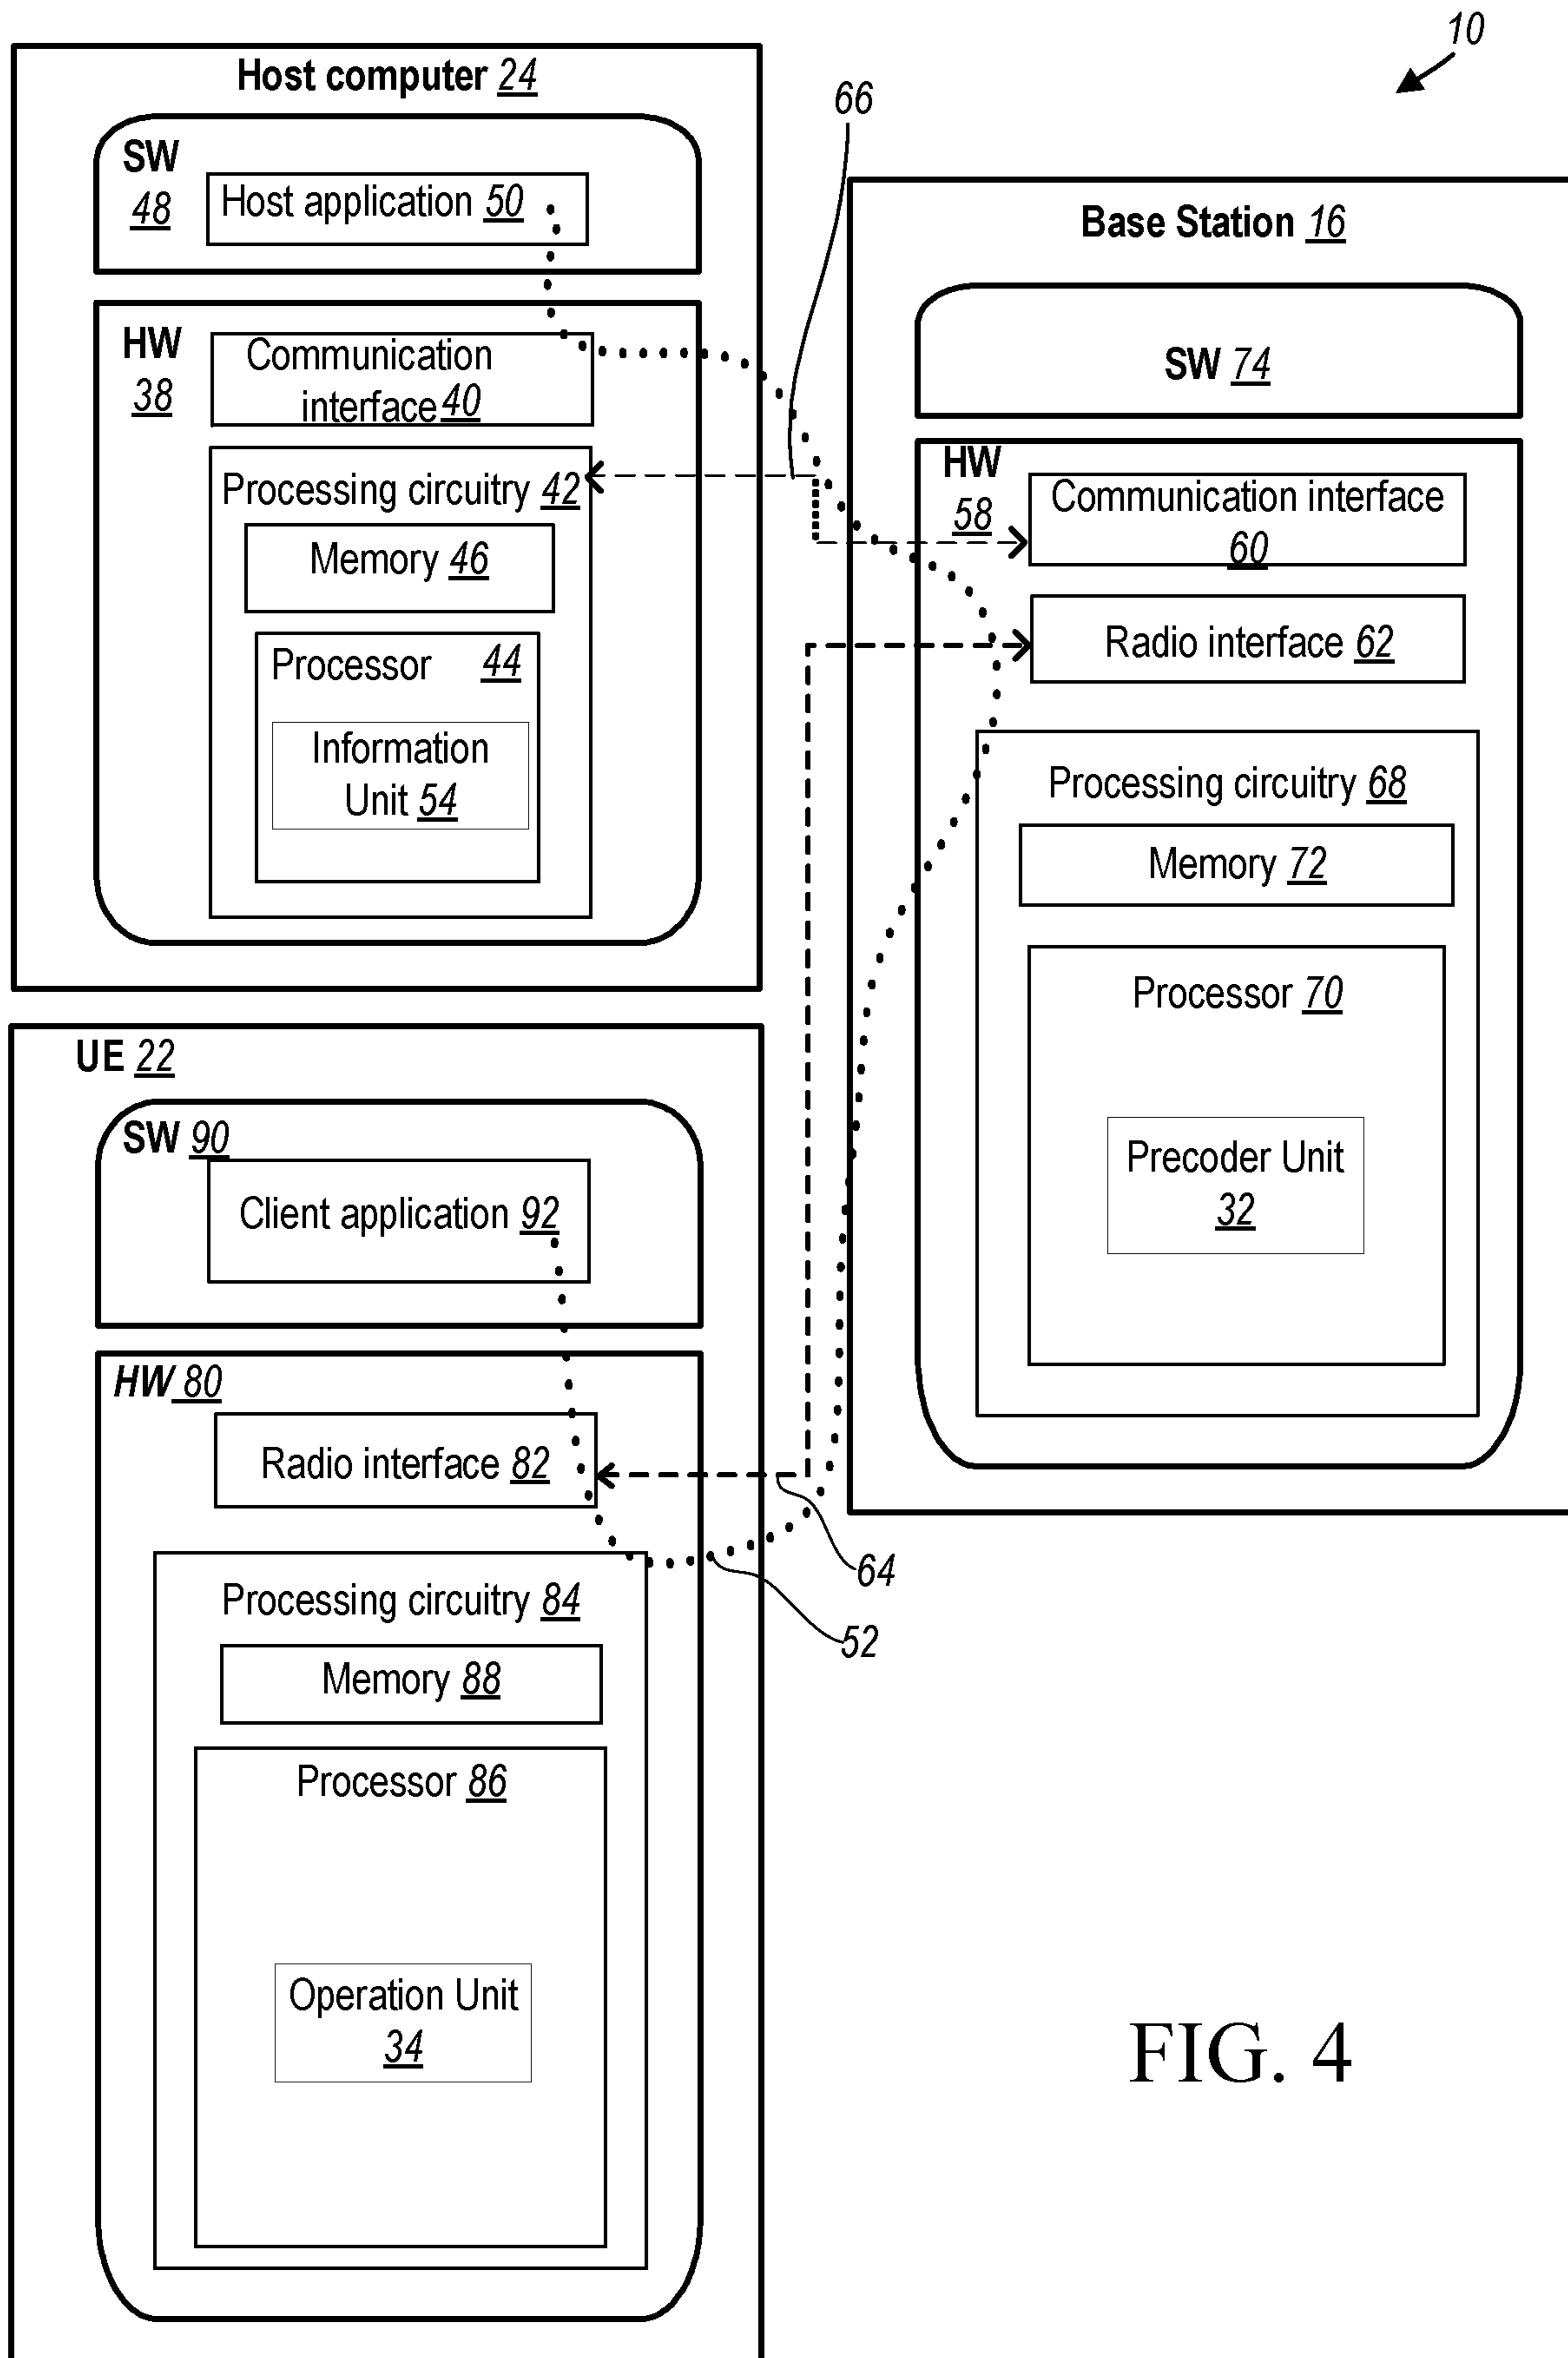 10
Host computer 24
SW
48
Host application 50
HW
38
Communication
interface 40
Processing circuitry 42
Memory 46
Processor 44
Information
Unit 54
66
Base Station 16
SW 74
HW
58
Communication interface
60
Radio interface 62
Processing circuitry 68
Memory 72
Processor 70
Precoder Unit
32
UE 22
SW 90
Client application 92
HW 80
Radio interface 82
64
52
Processing circuitry 84
Memory 88
Processor 86
Operation Unit
34
FIG. 4